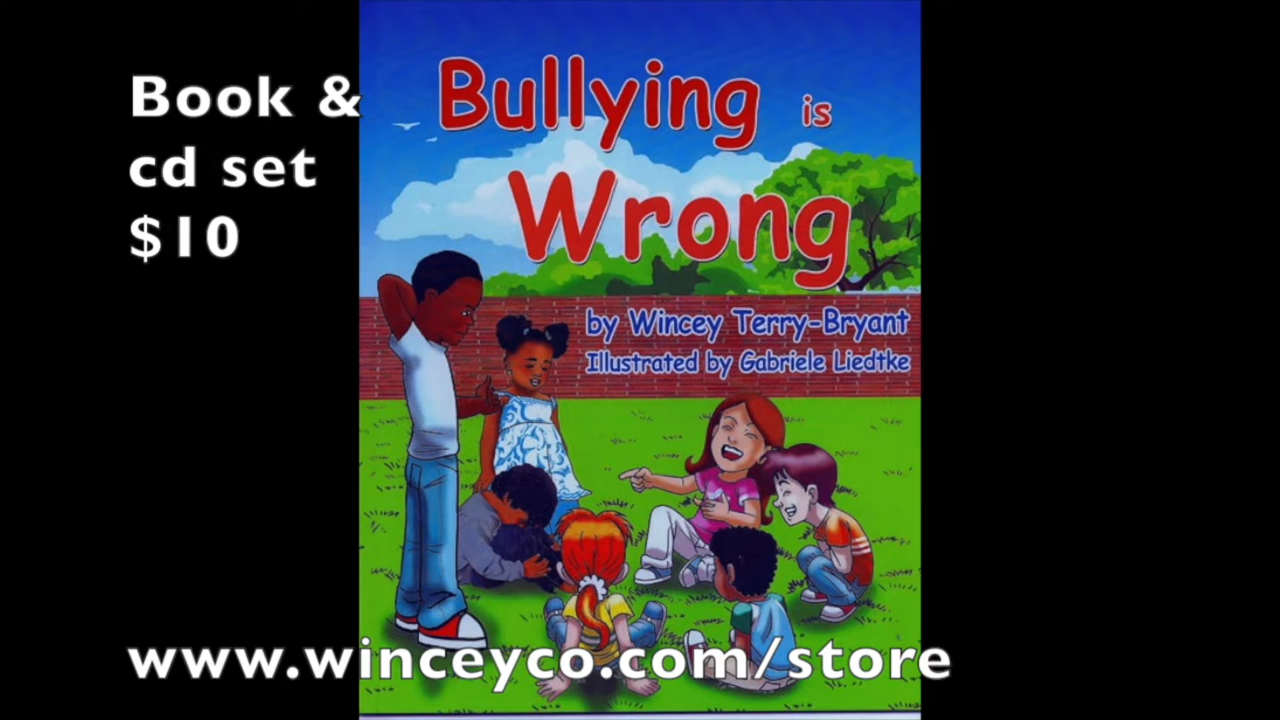 Book &
cd set
$10
Bullying is
Wrong
by Wincey Terry-Bryant
Illustrated by Gabriele Liedtke
www.winceyco.com/store